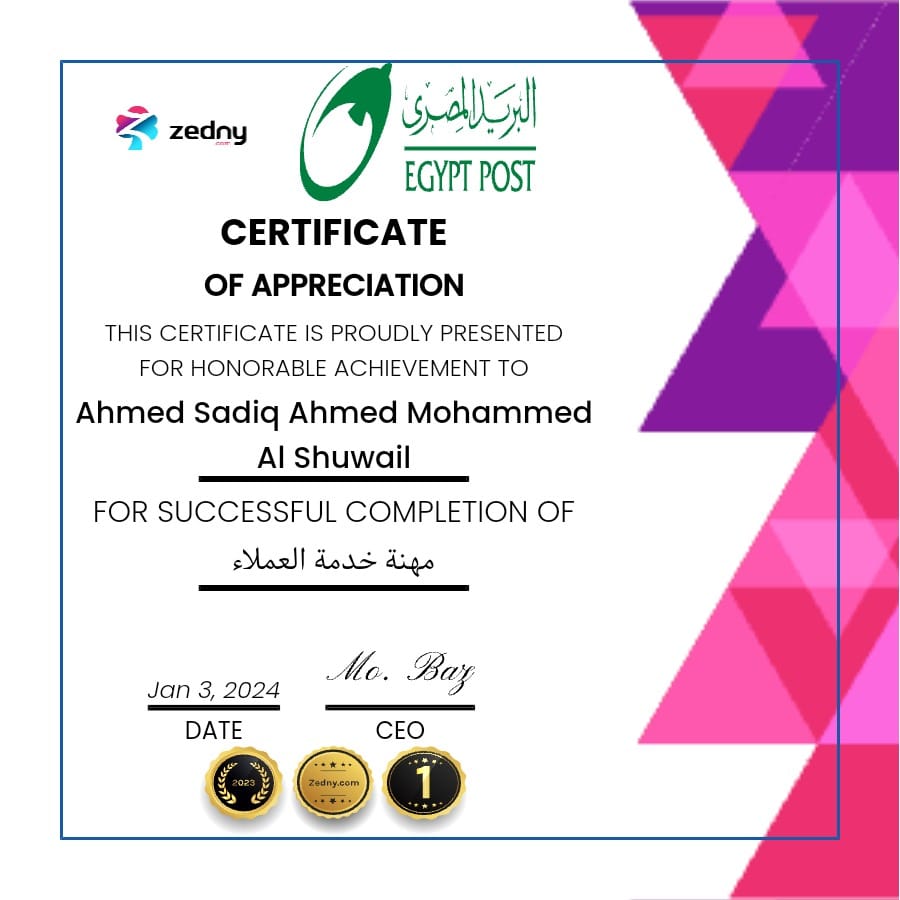 zedny
.com
البريد المصرى
EGYPT POST
CERTIFICATE
OF APPRECIATION
THIS CERTIFICATE IS PROUDLY PRESENTED
FOR HONORABLE ACHIEVEMENT TO
Ahmed Sadiq Ahmed Mohammed
Al Shuwail
FOR SUCCESSFUL COMPLETION OF
مهنة خدمة العملاء
Jan 3, 2024
Mo. Baz
DATE
CEO
2023
Zedny.com
1